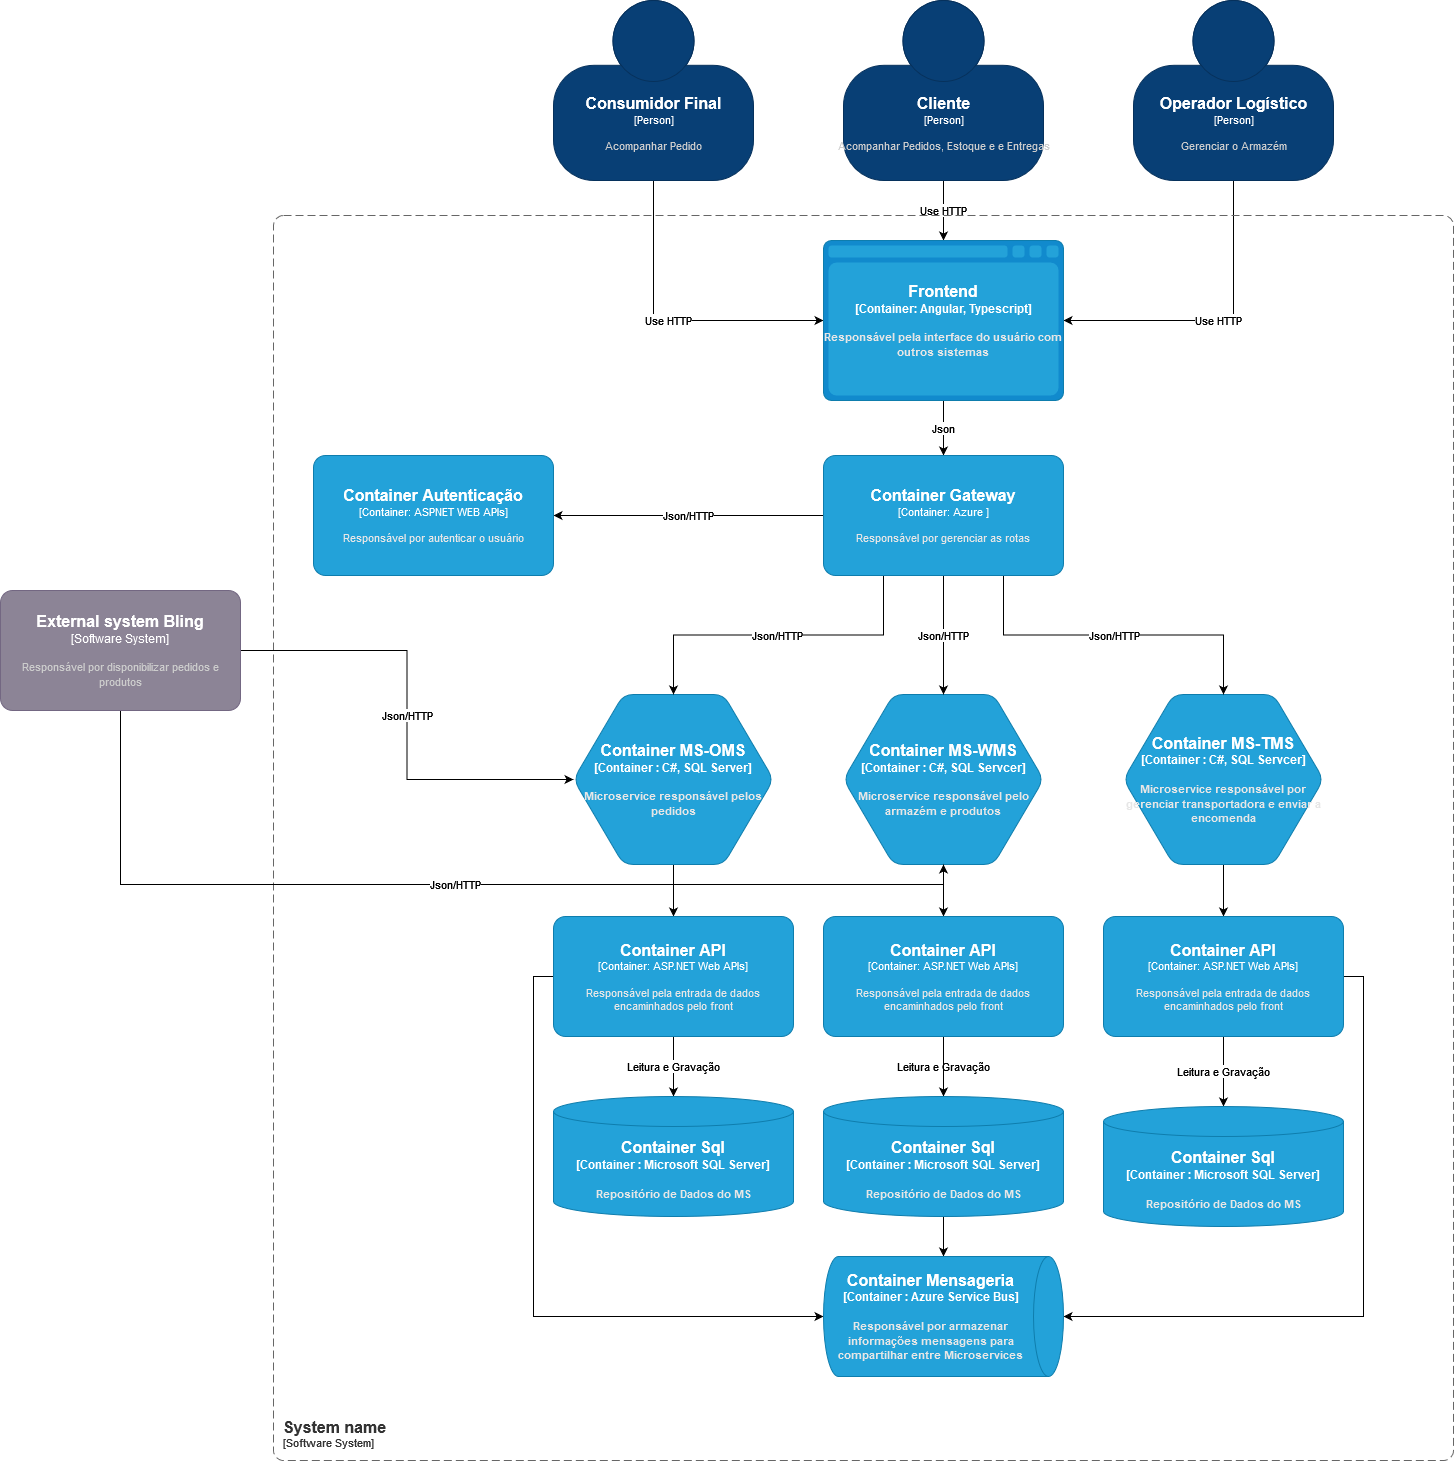 Consumidor Final
[Person]
Acompanhar Pedido
Cliente
[Person]
Acompanhar Pedidos, Estoque e e Entregas
Operador Logístico
[Person]
Gerenciar o Armazém
Use HTTP
Frontend
[Container: Angular, Typescript]
Responsável pela interface do usuário com
outros sistemas
Use HTTP
Use HTTP
Json
Container Autenticação
[Container: ASPNET WEB APIs]
Responsável por autenticar o usuário
Json/HTTP
Container Gateway
[Container: Azure ]
Responsável por gerenciar as rotas
External system Bling
[Software System]
Responsável por disponibilizar pedidos e
produtos
Json/HTTP
Json/HTTP
Json/HTTP
Json/HTTP
Container MS-OMS
[Container : C#, SQL Server]
Microservice responsável pelos
pedidos
Container MS-WMS
[Container : C#, SQL Servcer]
Microservice responsável pelo
armazém e produtos
Container MS-TMS
[Container : C#, SQL Servcer]
Microservice responsável por
gerenciar transportadora e enviar a
encomenda
Json/HTTP
Container API
[Container: ASP.NET Web APIs]
Responsável pela entrada de dados
encaminhados pelo front
Container API
[Container: ASP.NET Web APIs]
Responsável pela entrada de dados
encaminhados pelo front
Container API
[Container: ASP.NET Web APIs]
Responsável pela entrada de dados
encaminhados pelo front
Leitura e Gravação
Leitura e Gravação
Leitura e Gravação
Container Sql
[Container : Microsoft SQL Server]
Repositório de Dados do MS
Container Sql
[Container : Microsoft SQL Server]
Repositório de Dados do MS
Container Sql
[Container : Microsoft SQL Server]
Repositório de Dados do MS
Container Mensageria
[Container : Azure Service Bus]
Responsável por armazenar
informações mensagens para
compartilhar entre Microservices
System name
[Software System]